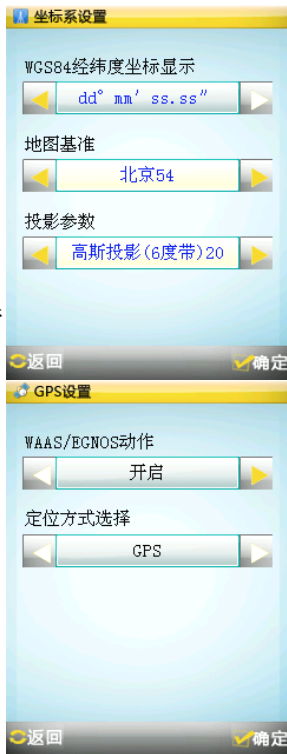 坐标系设置
WGS84经纬度坐标显示
dd° mm′ ss.ss″
地图基准
北京54
投影参数
高斯投影(6度带)20
返回 确定
GPS设置
WAAS/EGNOS动作
开启
定位方式选择
GPS
返回 确定